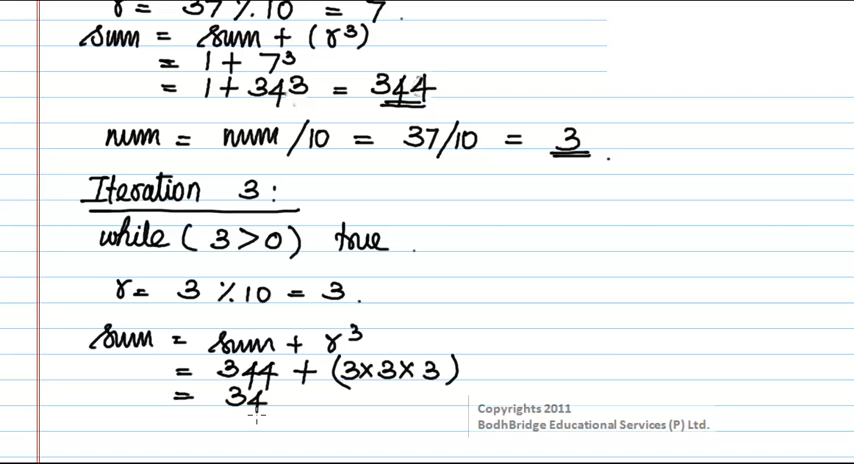 r = 37 % 10 = 7.
sum = sum + (r³)
= 1 + 7³
= 1 + 343 = 344
num = num /10 = 37/10 = 3.
Iteration 3:
while ( 3 > 0 ) true.
r = 3 % 10 = 3.
sum = sum + r³
= 344 + (3×3×3)
= 34
Copyrights 2011
BodhBridge Educational Services (P) Ltd.